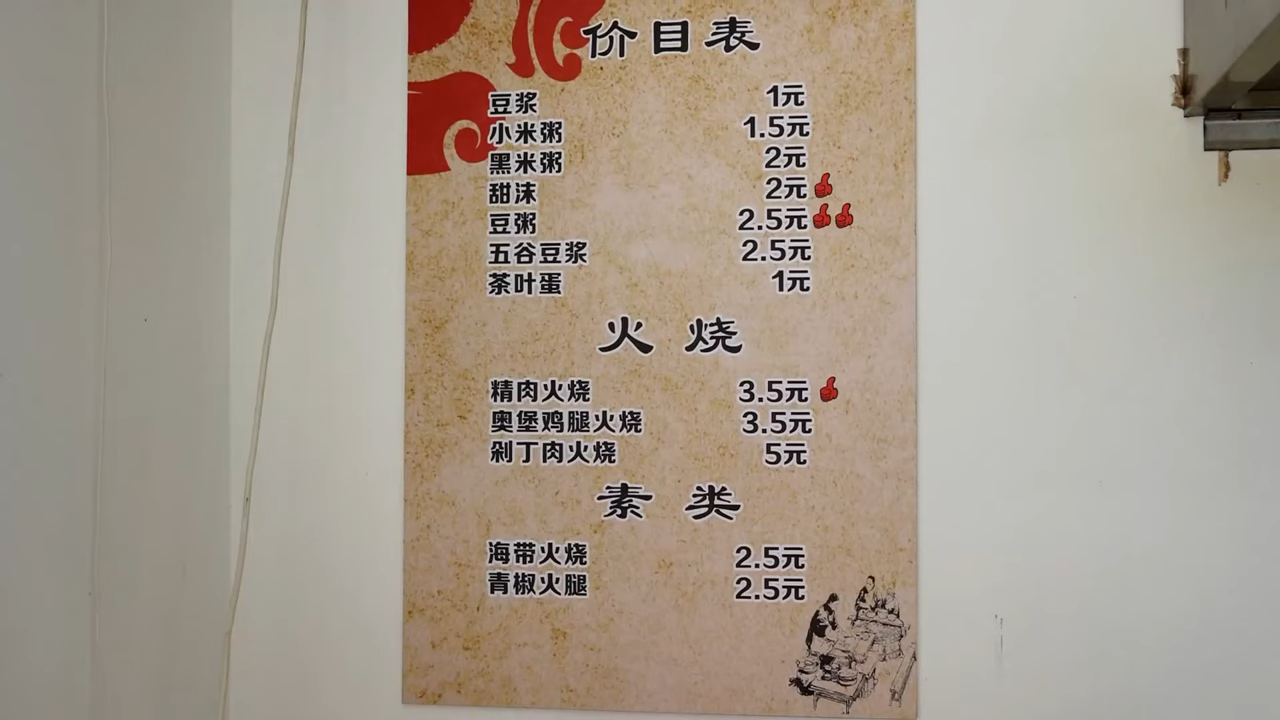 价目表
豆浆 1元
小米粥 1.5元
黑米粥 2元
甜沫 2元
豆粥 2.5元
五谷豆浆 2.5元
茶叶蛋 1元
火烧
精肉火烧 3.5元
奥堡鸡腿火烧 3.5元
剁丁肉火烧 5元
素类
海带火烧 2.5元
青椒火腿 2.5元